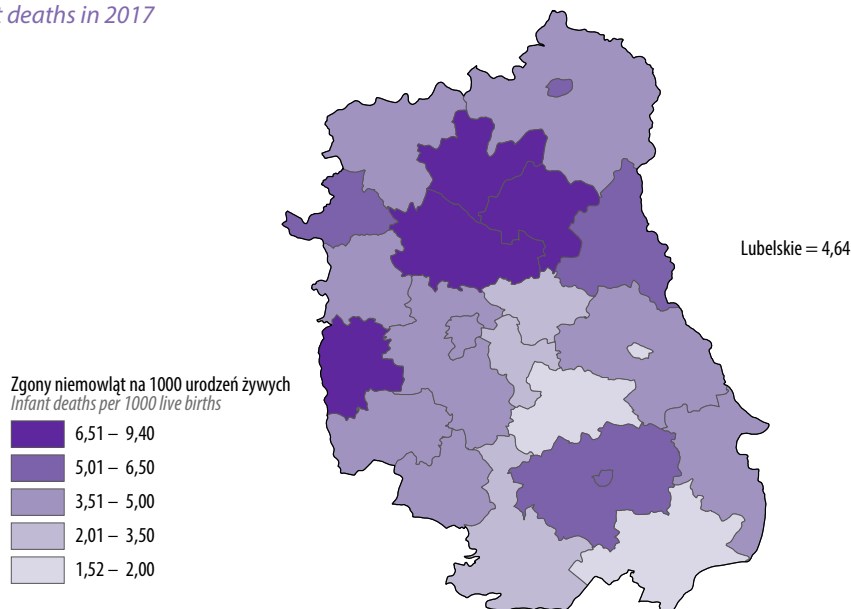 deaths in 2017
Lubelskie = 4,64
Zgony niemowląt na 1000 urodzeń żywych
Infant deaths per 1000 live births
6,51 – 9,40
5,01 – 6,50
3,51 – 5,00
2,01 – 3,50
1,52 – 2,00